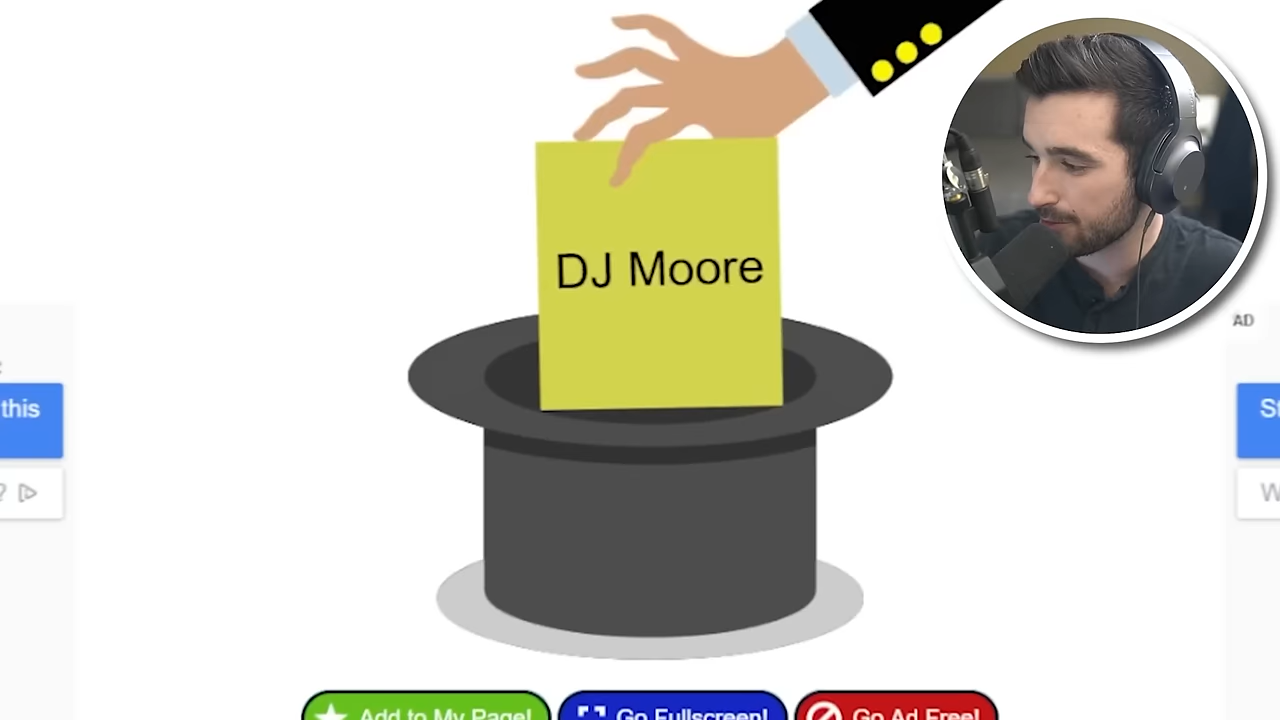 DJ Moore
AD
this
?
Add to My Page!
Go Fullscreen!
Go Ad Free!